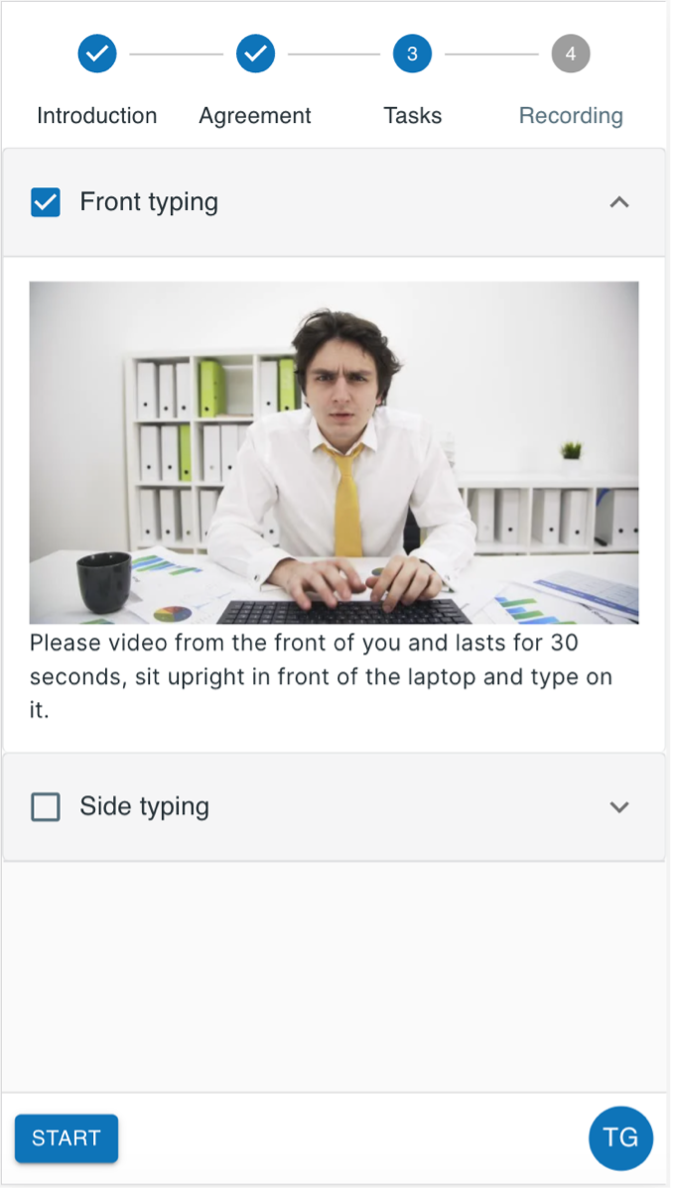 3
4
Introduction
Agreement
Tasks
Recording
Front typing
Please video from the front of you and lasts for 30
seconds, sit upright in front of the laptop and type on
it.
Side typing
START
TG